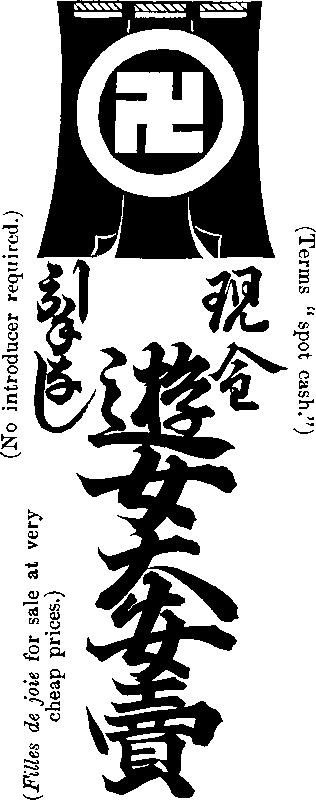 (Terms “spot cash.”)
現金
遊女大安賣
引手なし
(No introducer required.)
(Filles de joie for sale at very
cheap prices.)